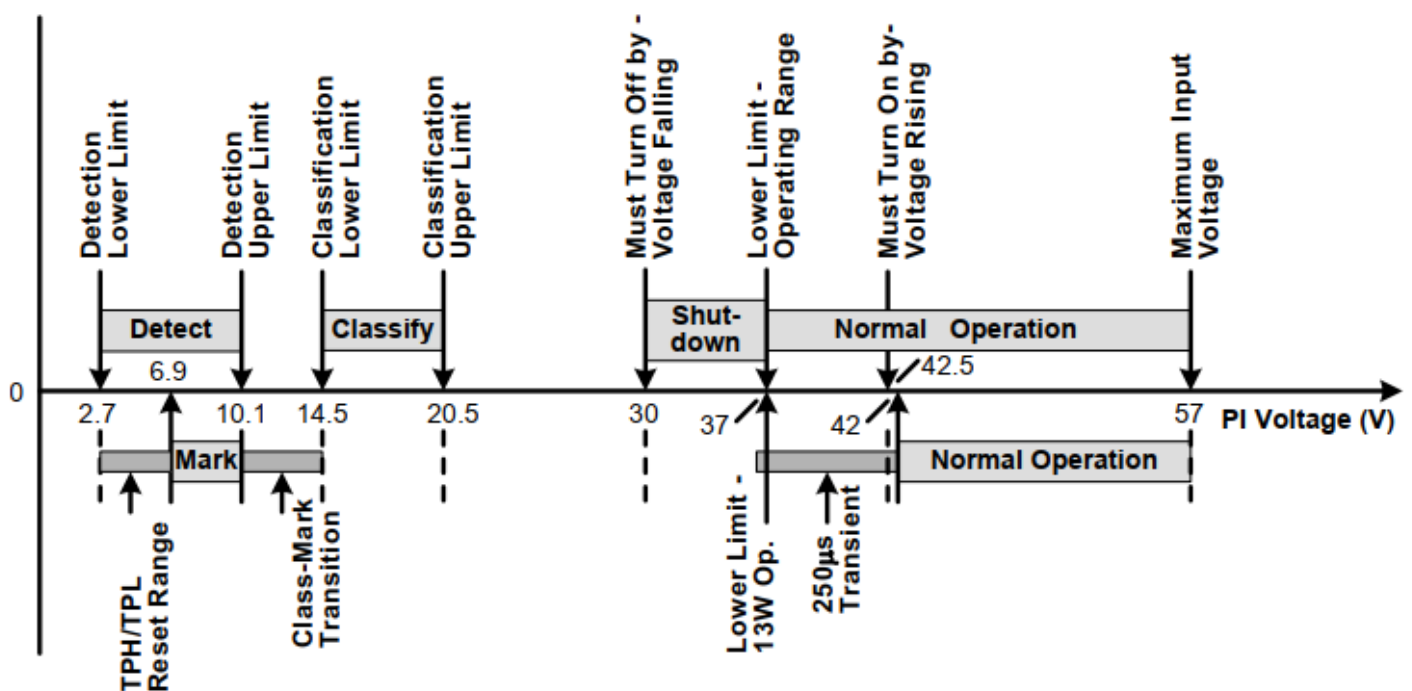 Detection
Lower Limit
Detection
Upper Limit
Classification
Lower Limit
Classification
Upper Limit
Must Turn Off by -
Voltage Falling
Lower Limit -
Operating Range
Must Turn On by-
Voltage Rising
Maximum Input
Voltage
Detect
Classify
Shut-
down
Normal Operation
6.9
42.5
0
2.7
10.1
14.5
20.5
30
37
42
57
PI Voltage (V)
Mark
Normal Operation
TPH/TPL
Reset Range
Class-Mark
Transition
Lower Limit -
13W Op.
250µs
Transient